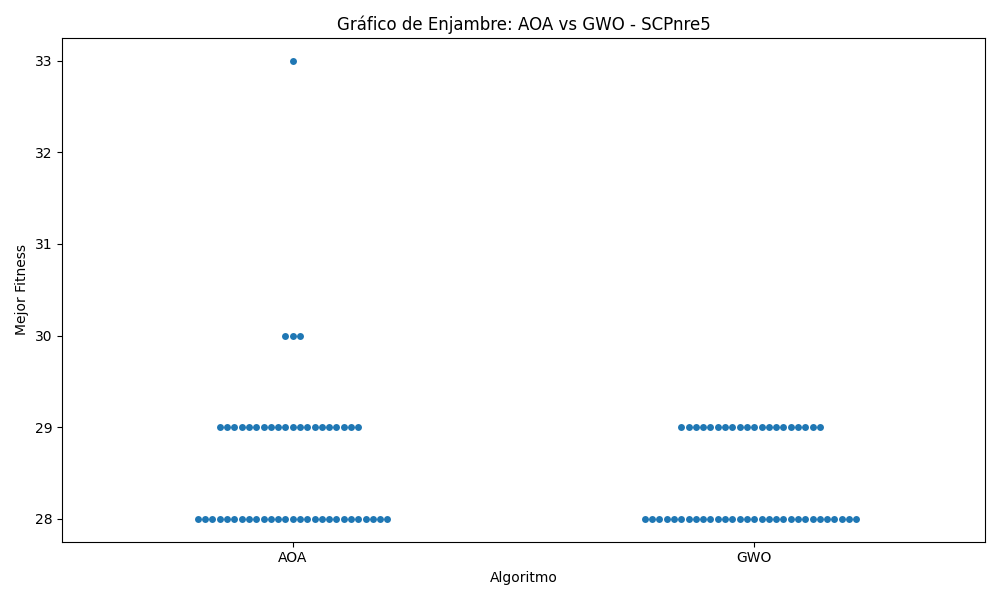 Gráfico de Enjambre: AOA vs GWO - SCPnre5
33
32
31
30
29
28
Mejor Fitness
AOA
GWO
Algoritmo